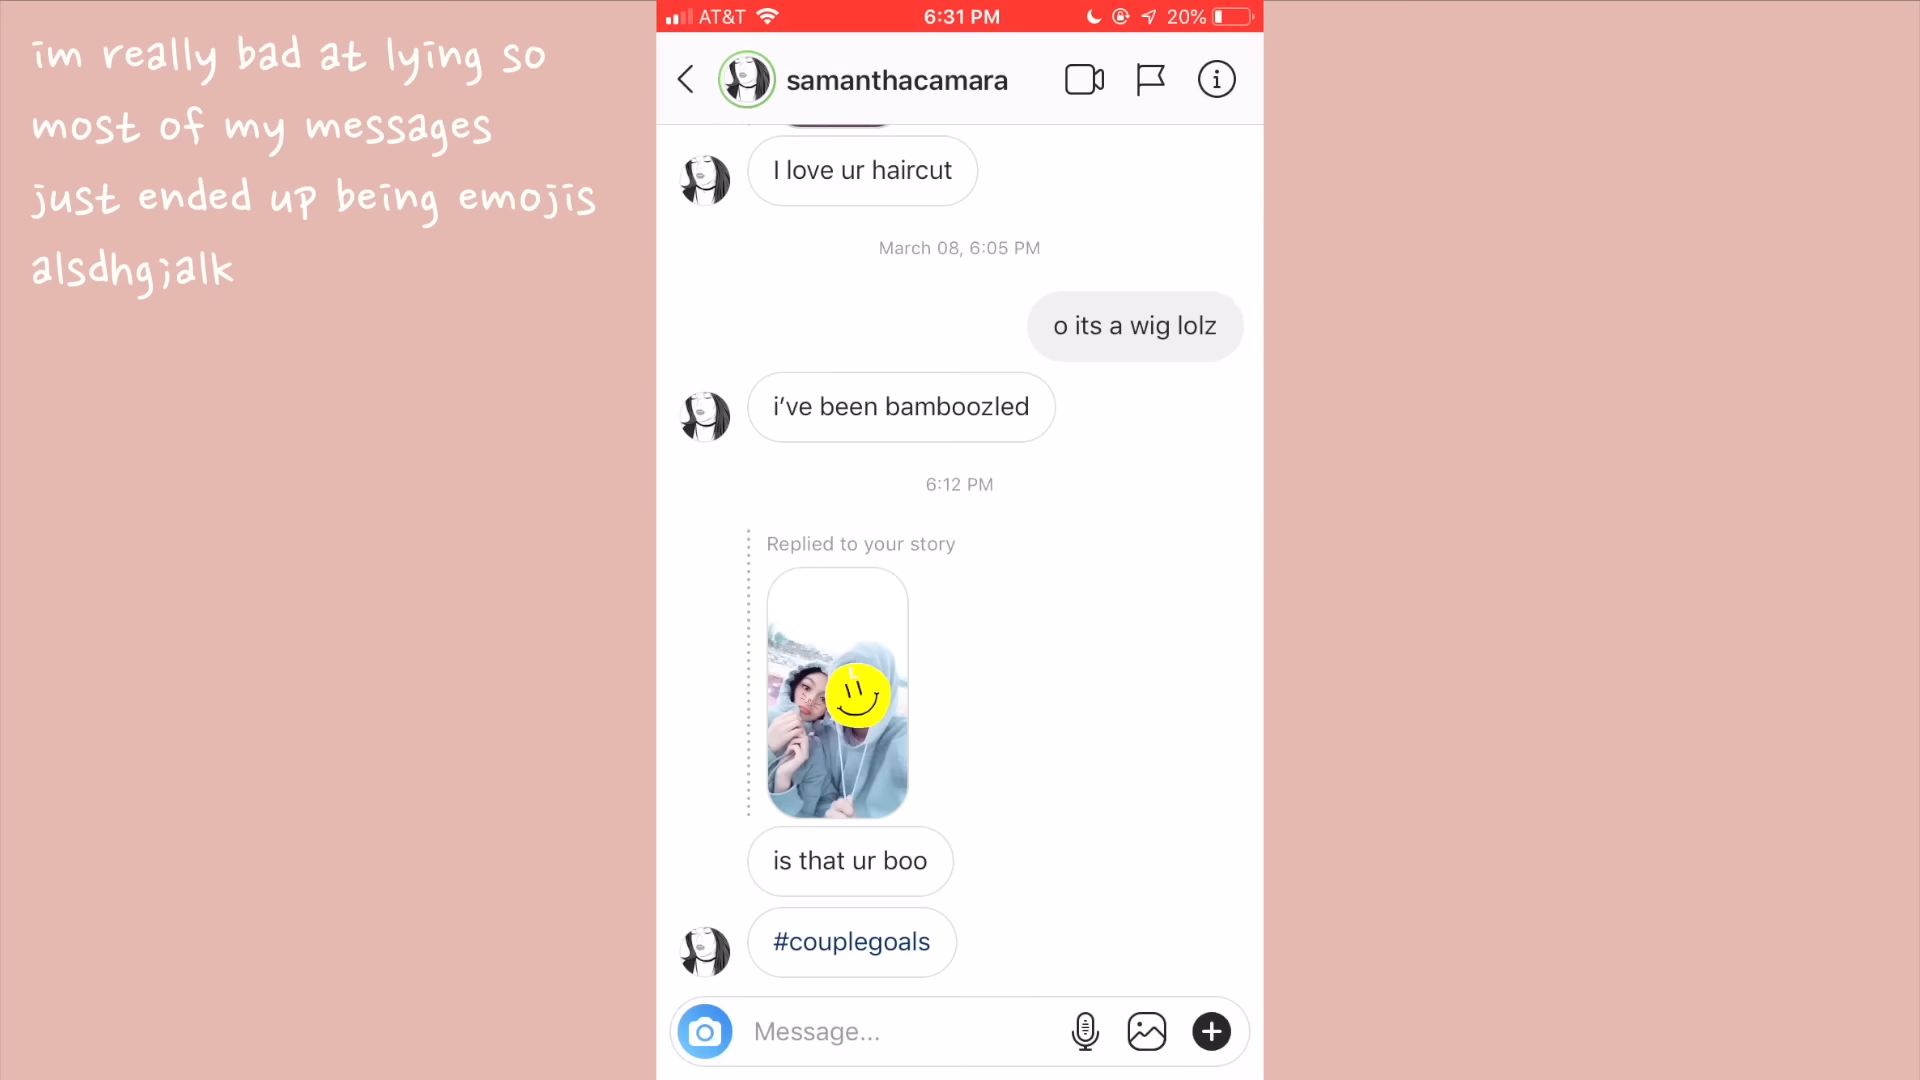 im really bad at lying so
most of my messages
just ended up being emojis
alsdhgjalk
AT&T 6:31 PM 20%
samanthacamara
I love ur haircut
March 08, 6:05 PM
o its a wig lolz
i've been bamboozled
6:12 PM
Replied to your story
is that ur boo
#couplegoals
Message...